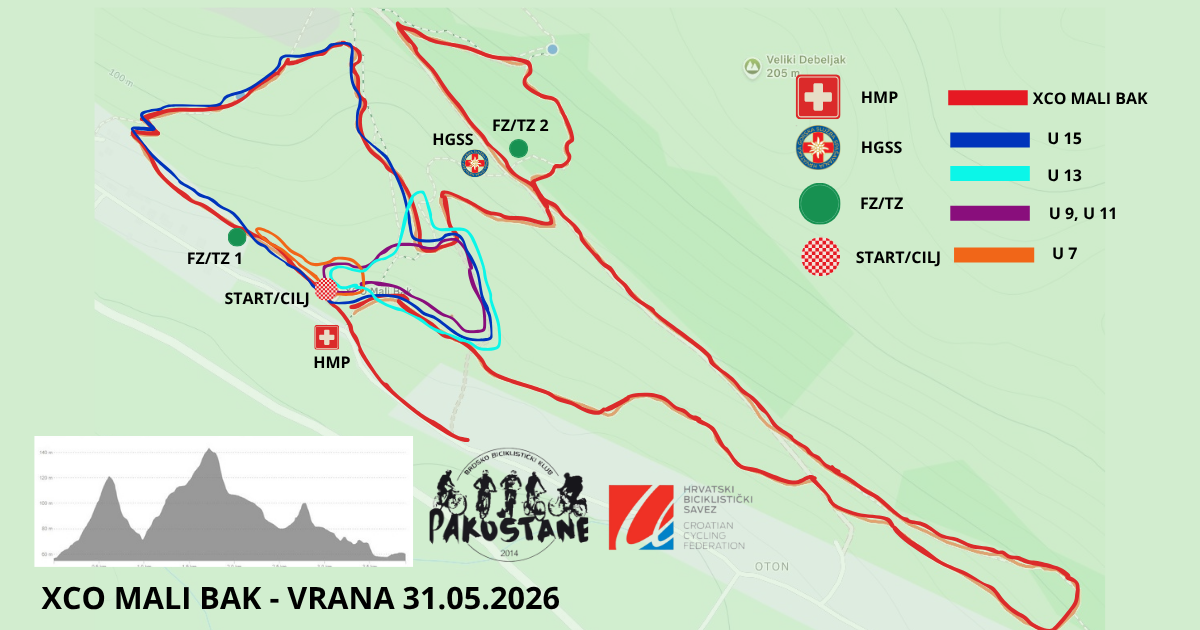 Veliki Debeljak
205 m
100 m
HMP
HGSS
FZ/TZ
START/CILJ
XCO MALI BAK
U 15
U 13
U 9, U 11
U 7
FZ/TZ 2
HGSS
FZ/TZ 1
START/CILJ
Mali Bak
HMP
BRDSKO BICIKLISTIČKI KLUB
PAKOŠTANE
2014
HRVATSKI
BICIKLISTIČKI
SAVEZ
CROATIAN
CYCLING
FEDERATION
OTON
XCO MALI BAK - VRANA 31.05.2026